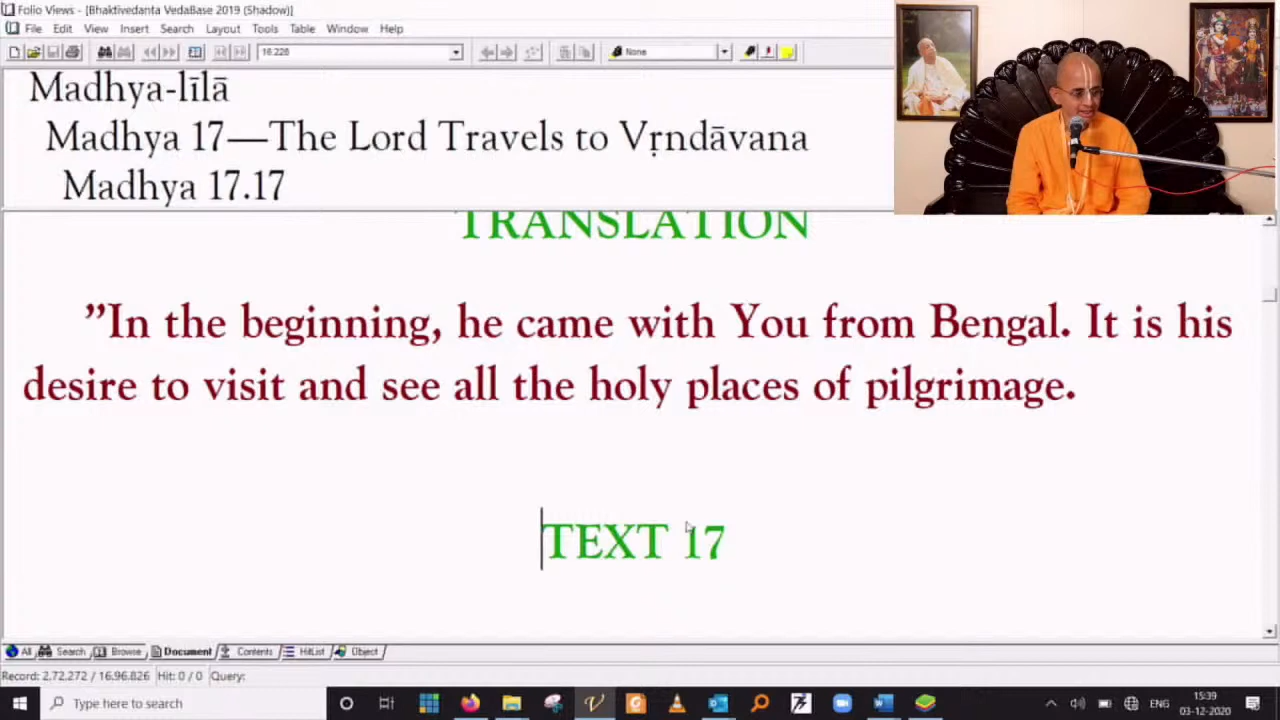 Folio Views - [Bhaktivedanta VedaBase 2019 (Shadow)]
File Edit View Insert Search Layout Tools Table Window Help
16.226 None
Madhya-līlā
Madhya 17—The Lord Travels to Vṛndāvana
Madhya 17.17
TRANSLATION
”In the beginning, he came with You from Bengal. It is his
desire to visit and see all the holy places of pilgrimage.
TEXT 17
All Search Browse Document Contents HitList Object
Record: 2,72,272 / 16,96,826 Hit: 0 / 0 Query:
Type here to search
ENG
15:39
03-12-2020